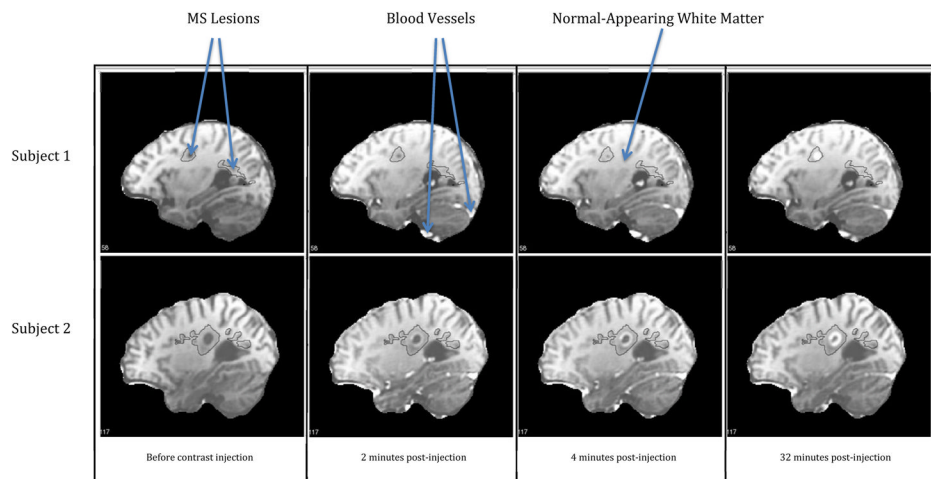 MS Lesions Blood Vessels Normal-Appearing White Matter
Subject 1
58 58 58 58
Subject 2
117 117 117 117
Before contrast injection 2 minutes post-injection 4 minutes post-injection 32 minutes post-injection